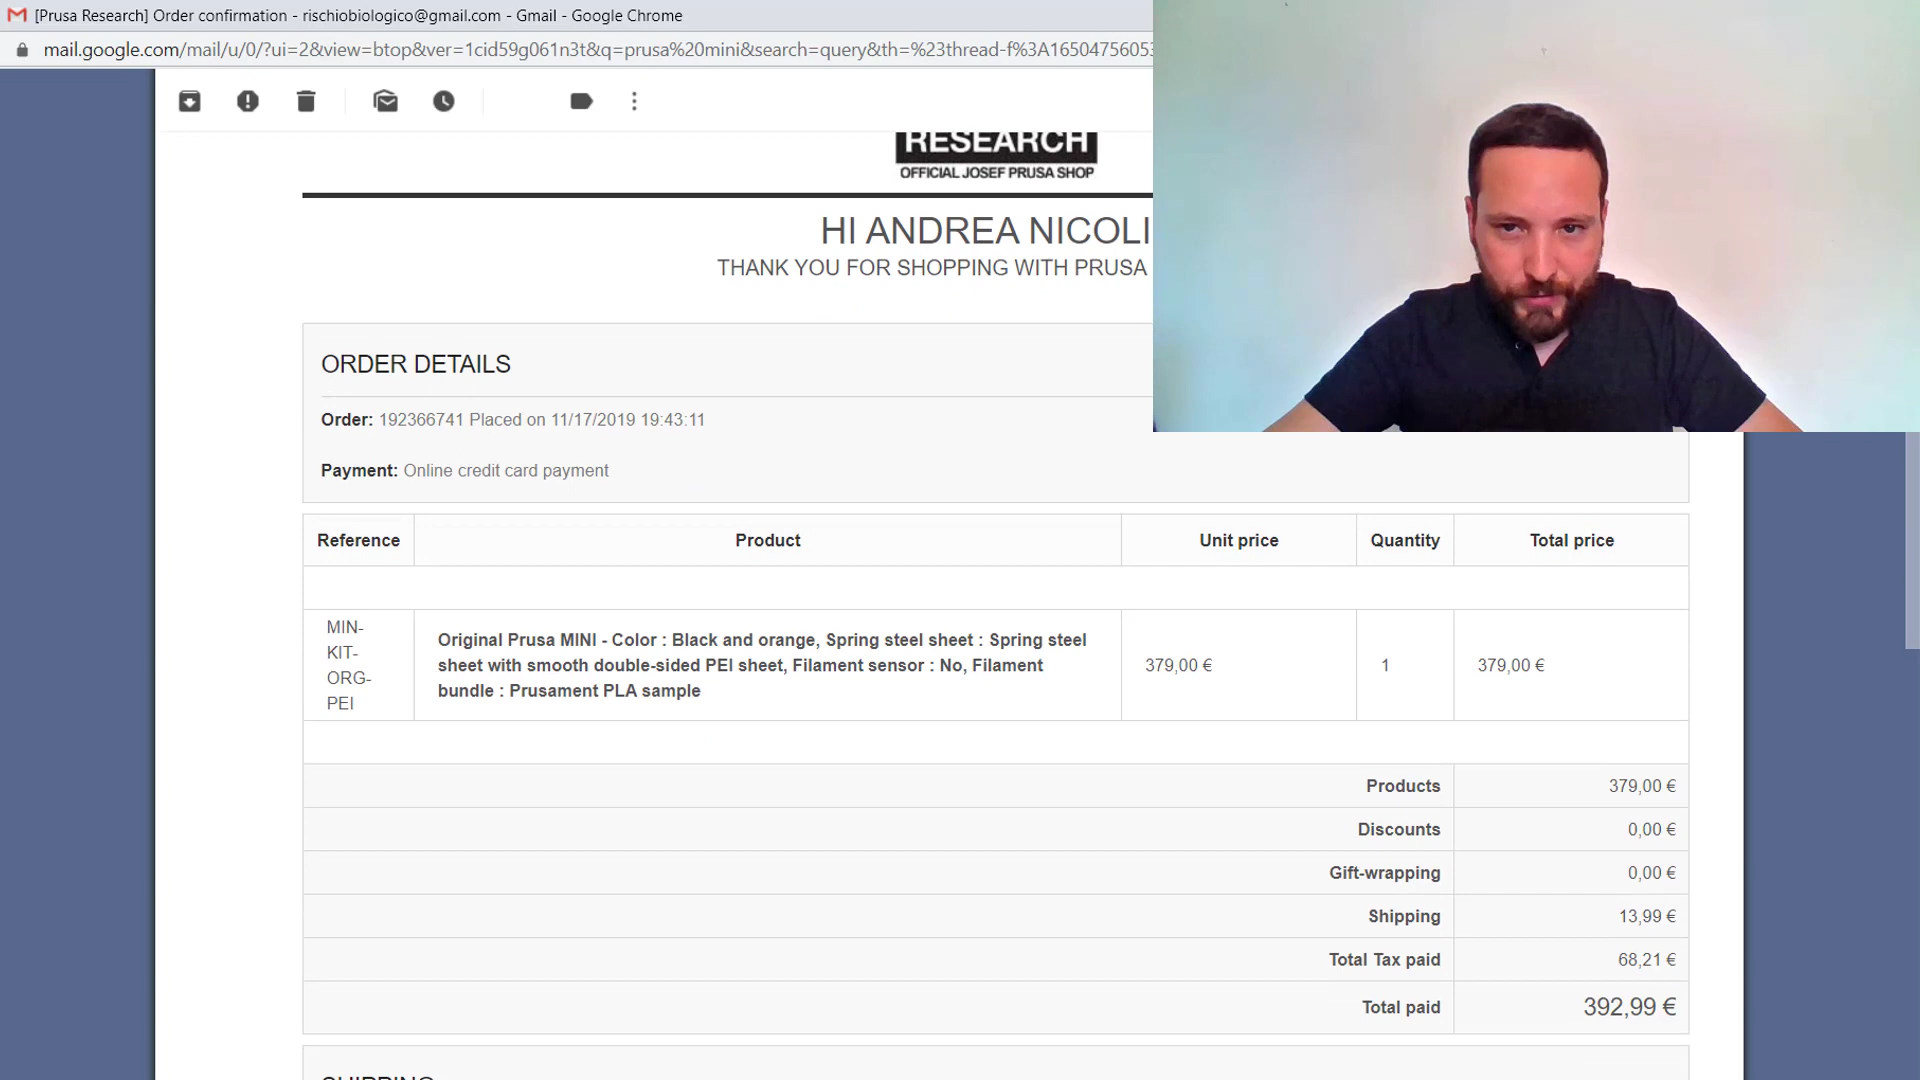 [Prusa Research] Order confirmation - rischiobiologico@gmail.com - Gmail - Google Chrome
mail.google.com/mail/u/0/?ui=2&view=btop&ver=1cid59g061n3t&q=prusa%20mini&search=query&th=%23thread-f%3A16504756053
RESEARCH
OFFICIAL JOSEF PRUSA SHOP
HI ANDREA NICOLI
THANK YOU FOR SHOPPING WITH PRUSA
ORDER DETAILS
Order: 192366741 Placed on 11/17/2019 19:43:11
Payment: Online credit card payment
Reference Product Unit price Quantity Total price
MIN-
KIT-
ORG-
PEI
Original Prusa MINI - Color : Black and orange, Spring steel sheet : Spring steel
sheet with smooth double-sided PEI sheet, Filament sensor : No, Filament
bundle : Prusament PLA sample
379,00 € 1 379,00 €
Products 379,00 €
Discounts 0,00 €
Gift-wrapping 0,00 €
Shipping 13,99 €
Total Tax paid 68,21 €
Total paid 392,99 €
SHIPPING